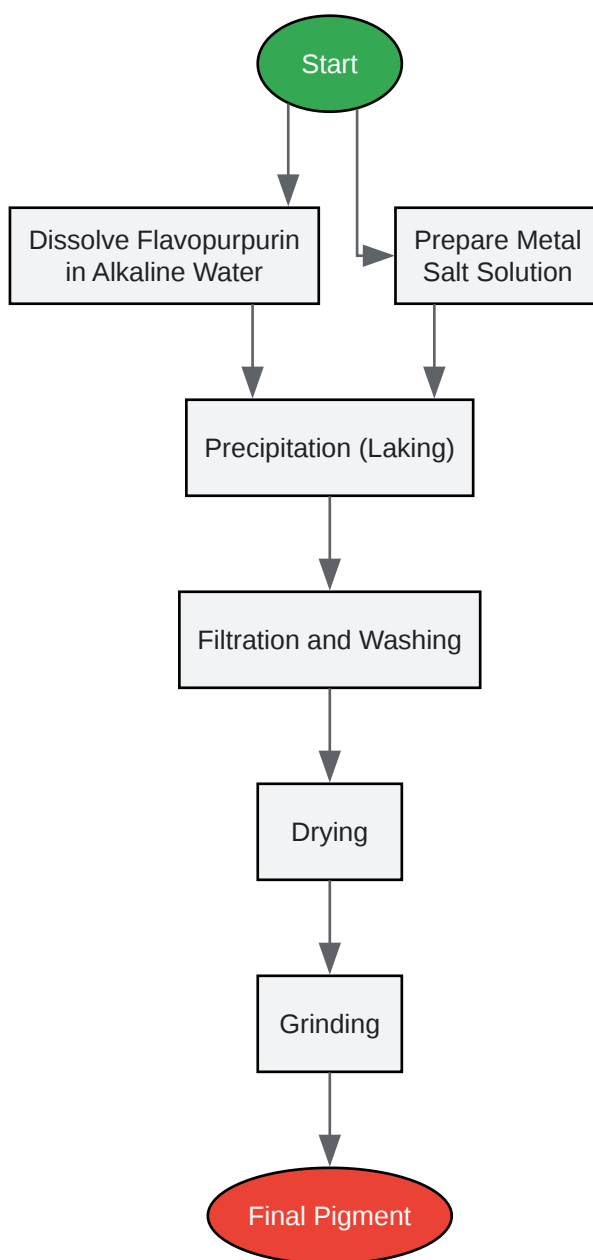 Start
Dissolve Flavopurpurin
in Alkaline Water
Prepare Metal
Salt Solution
Precipitation (Laking)
Filtration and Washing
Drying
Grinding
Final Pigment